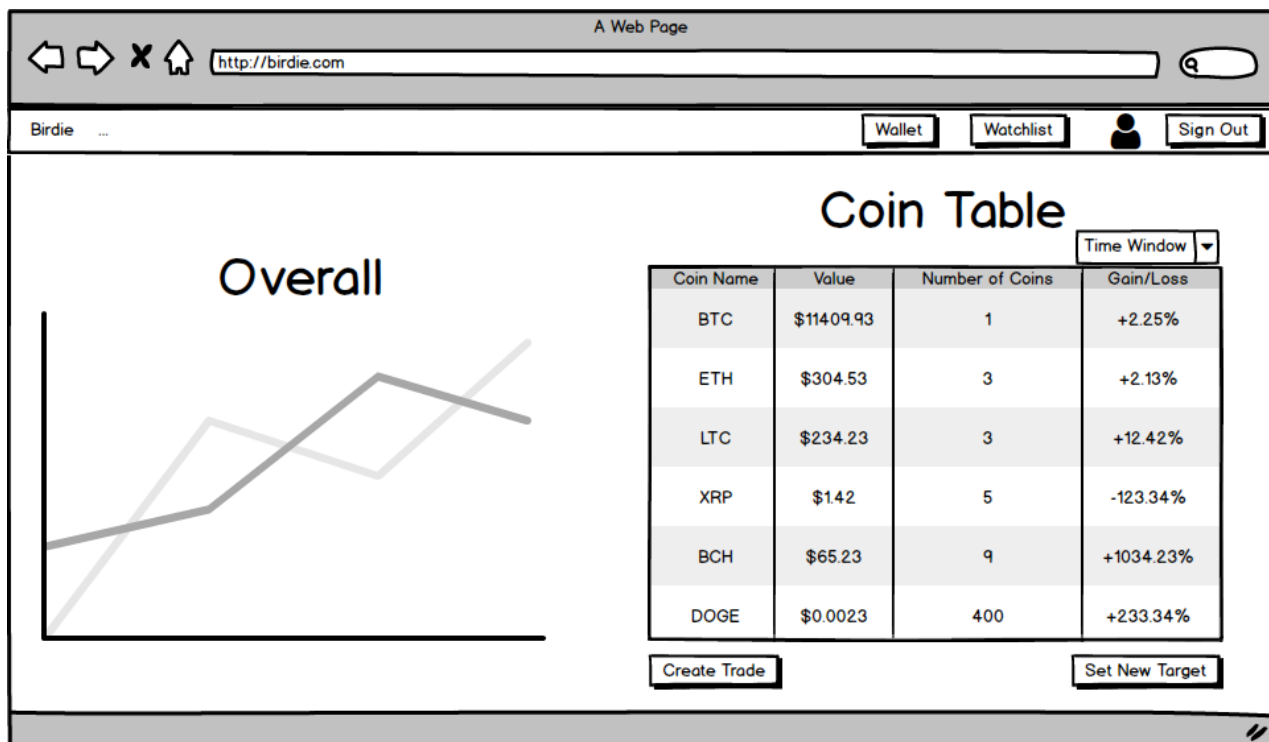 A Web Page
http://birdie.com
Birdie ... Wallet Watchlist Sign Out
Overall
Coin Table
Time Window
Coin Name Value Number of Coins Gain/Loss
BTC $11409.93 1 +2.25%
ETH $304.53 3 +2.13%
LTC $234.23 3 +12.42%
XRP $1.42 5 -123.34%
BCH $65.23 9 +1034.23%
DOGE $0.0023 400 +233.34%
Create Trade Set New Target